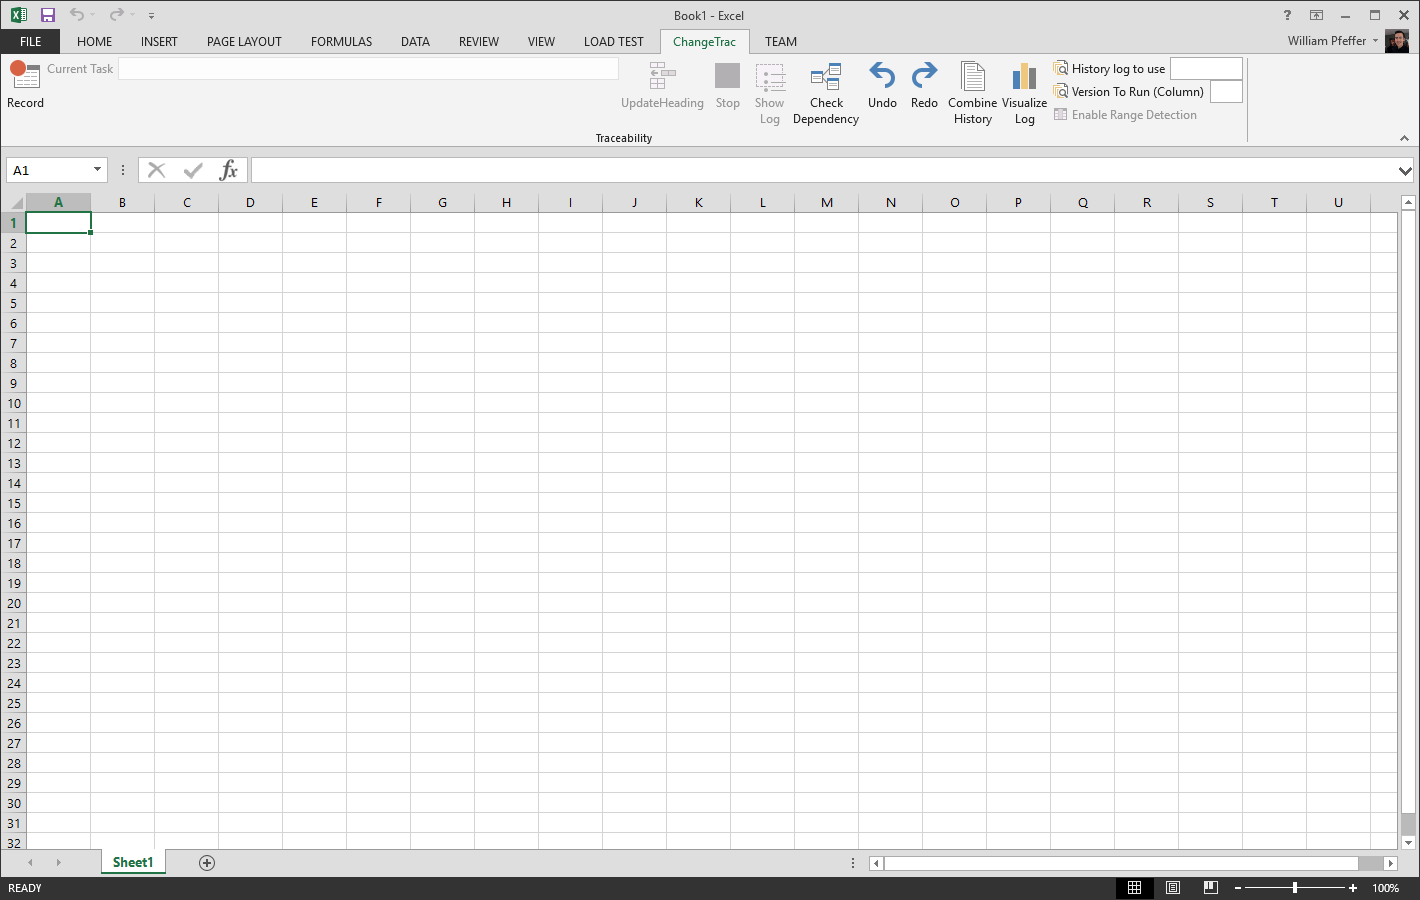 Book1 - Excel
?
FILE HOME INSERT PAGE LAYOUT FORMULAS DATA REVIEW VIEW LOAD TEST ChangeTrac TEAM William Pfeffer
Record
Current Task
UpdateHeading
Stop
Show
Log
Check
Dependency
Undo
Redo
Combine
History
Visualize
Log
History log to use
Version To Run (Column)
Enable Range Detection
Traceability
A1
fx
A B C D E F G H I J K L M N O P Q R S T U
1
2
3
4
5
6
7
8
9
10
11
12
13
14
15
16
17
18
19
20
21
22
23
24
25
26
27
28
29
30
31
32
Sheet1
READY 100%